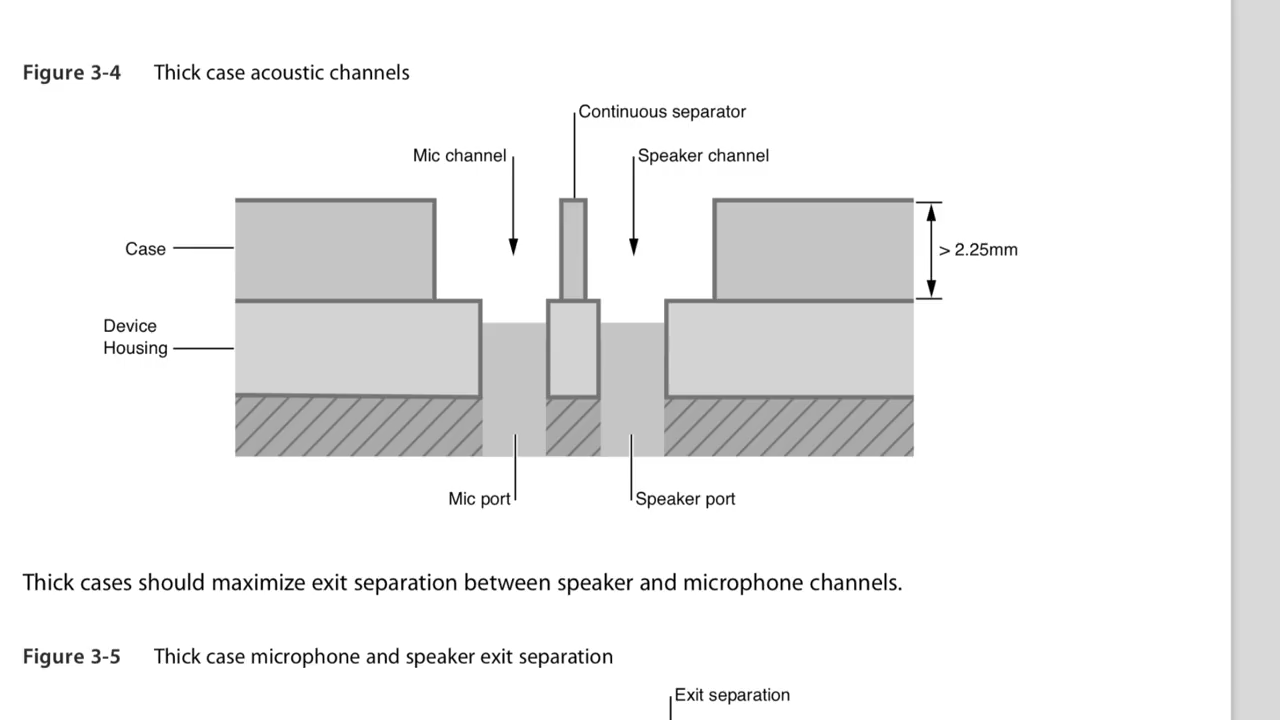 Figure 3-4 Thick case acoustic channels
Continuous separator
Mic channel
Speaker channel
Case
> 2.25mm
Device
Housing
Mic port
Speaker port
Thick cases should maximize exit separation between speaker and microphone channels.
Figure 3-5 Thick case microphone and speaker exit separation
Exit separation